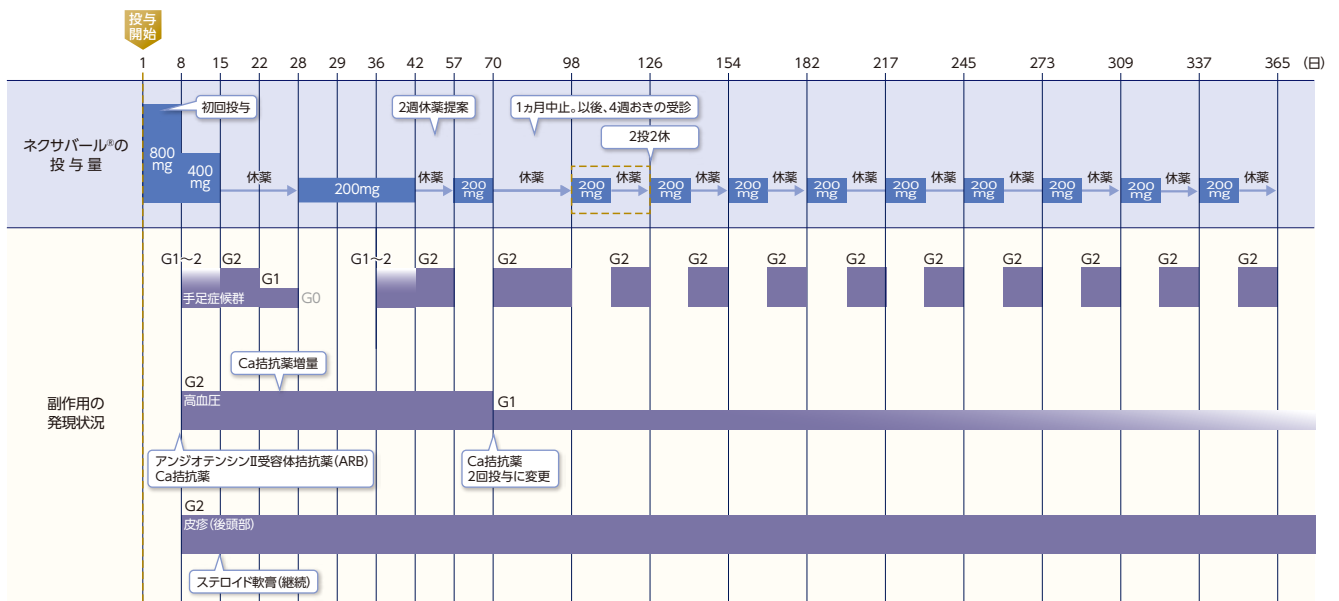 投与
開始
1 8 15 22 28 29 36 42 57 70 98 126 154 182 217 245 273 309 337 365 (日)
ネクサバール®の
投与量
800
mg
400
mg
初回投与
休薬
200mg
2週休薬提案
休薬
200
mg
1ヵ月中止。以後、4週おきの受診
2投2休
休薬
200
mg
休薬
200
mg
休薬
200
mg
休薬
200
mg
休薬
200
mg
休薬
200
mg
休薬
200
mg
休薬
200
mg
休薬
200
mg
休薬
副作用の
発現状況
G1〜2 G2
G1
G0
手足症候群
G1〜2 G2 G2 G2 G2 G2 G2 G2 G2 G2 G2 G2
Ca拮抗薬増量
G2
高血圧
G1
アンジオテンシンII受容体拮抗薬(ARB)
Ca拮抗薬
Ca拮抗薬
2回投与に変更
G2
皮疹(後頭部)
ステロイド軟膏(継続)